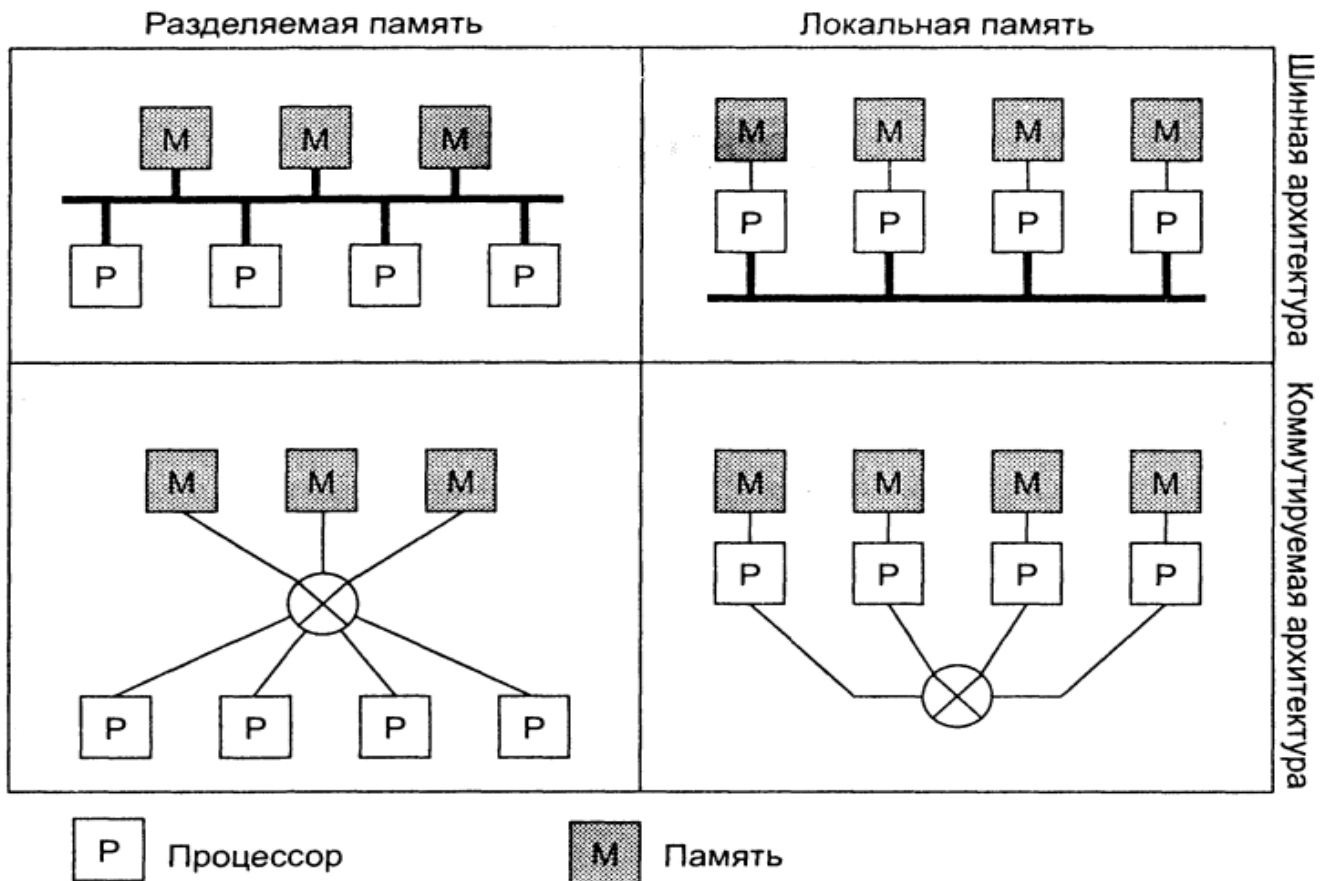 Разделяемая память
Локальная память
M M M
P P P P
M M M M
P P P P
Шинная архитектура
M M M
P P P P
M M M M
P P P P
Коммутируемая архитектура
P Процессор
M Память